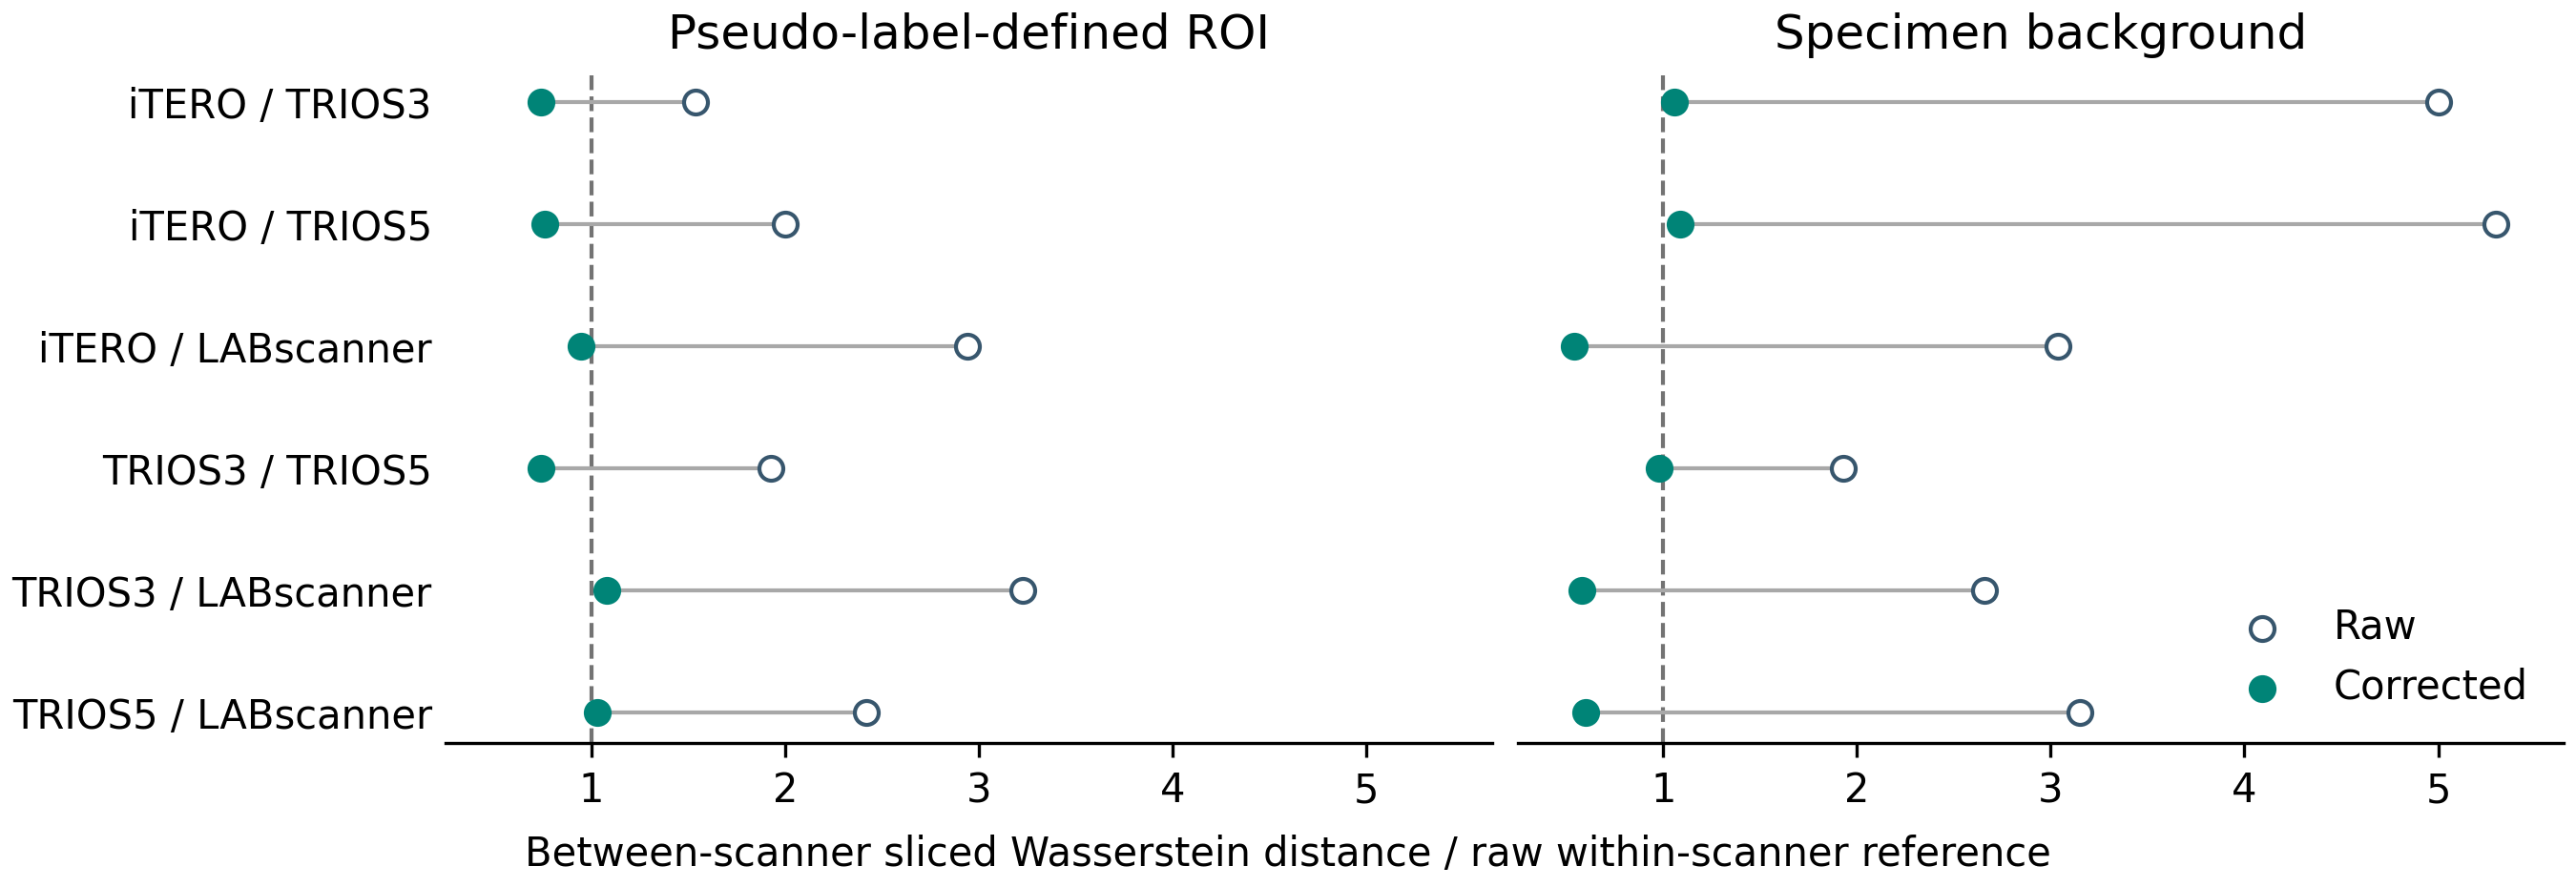 Pseudo-label-defined ROI
Specimen background
iTERO / TRIOS3
iTERO / TRIOS5
iTERO / LABscanner
TRIOS3 / TRIOS5
TRIOS3 / LABscanner
TRIOS5 / LABscanner
Raw
Corrected
1 2 3 4 5
1 2 3 4 5
Between-scanner sliced Wasserstein distance / raw within-scanner reference